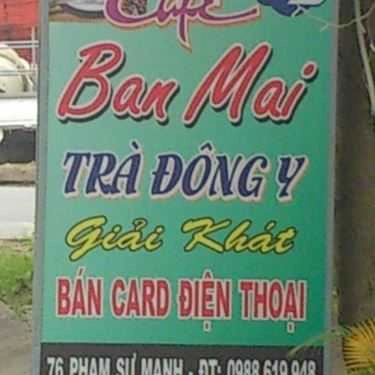 Cafe
Ban Mai
TRÀ ĐÔNG Y
Giải Khát
BÁN CARD ĐIỆN THOẠI
76 PHẠM SƯ MẠNH - ĐT: 0988 619 948